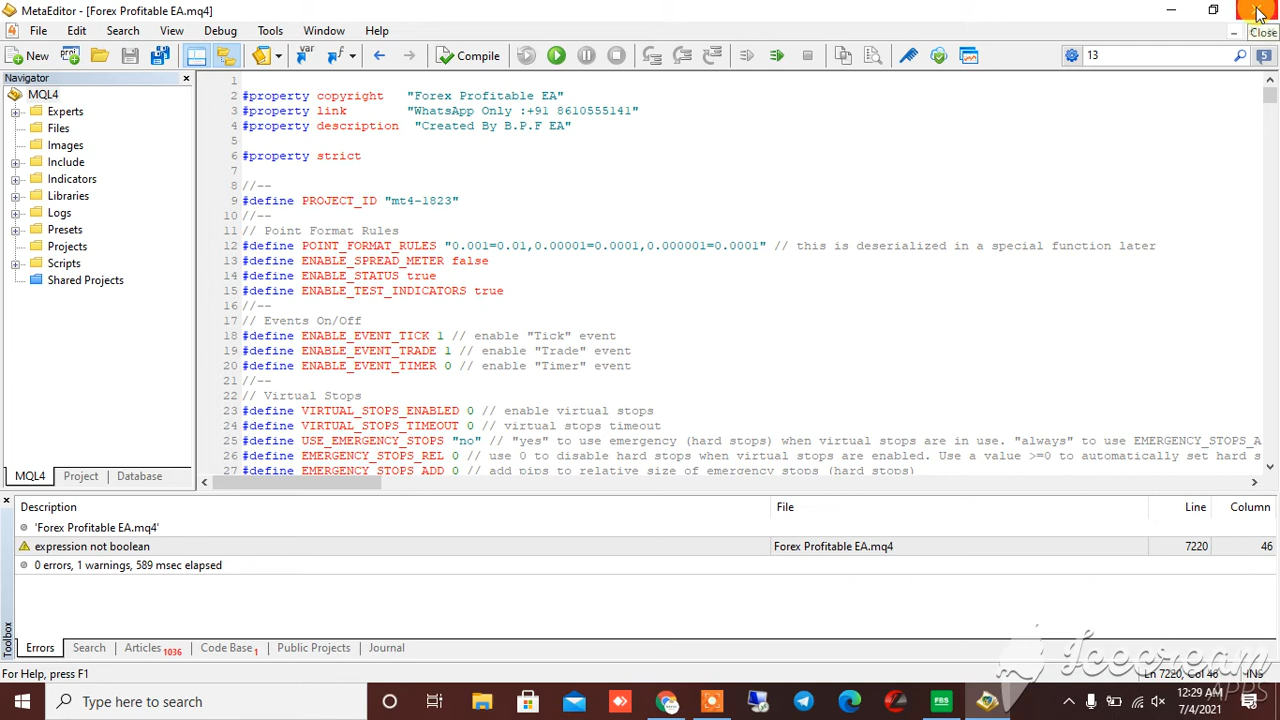 MetaEditor - [Forex Profitable EA.mq4]
Close
File Edit Search View Debug Tools Window Help
New
Compile
13
5
Navigator
MQL4
Experts
Files
Images
Include
Indicators
Libraries
Logs
Presets
Projects
Scripts
Shared Projects
MQL4 Project Database
1
2 #property copyright "Forex Profitable EA"
3 #property link "WhatsApp Only :+91 8610555141"
4 #property description "Created By B.P.F EA"
5
6 #property strict
7
8 //--
9 #define PROJECT_ID "mt4-1823"
10 //--
11 // Point Format Rules
12 #define POINT_FORMAT_RULES "0.001=0.01,0.00001=0.0001,0.000001=0.0001" // this is deserialized in a special function later
13 #define ENABLE_SPREAD_METER false
14 #define ENABLE_STATUS true
15 #define ENABLE_TEST_INDICATORS true
16 //--
17 // Events On/Off
18 #define ENABLE_EVENT_TICK 1 // enable "Tick" event
19 #define ENABLE_EVENT_TRADE 1 // enable "Trade" event
20 #define ENABLE_EVENT_TIMER 0 // enable "Timer" event
21 //--
22 // Virtual Stops
23 #define VIRTUAL_STOPS_ENABLED 0 // enable virtual stops
24 #define VIRTUAL_STOPS_TIMEOUT 0 // virtual stops timeout
25 #define USE_EMERGENCY_STOPS "no" // "yes" to use emergency (hard stops) when virtual stops are in use. "always" to use EMERGENCY_STOPS_A
26 #define EMERGENCY_STOPS_REL 0 // use 0 to disable hard stops when virtual stops are enabled. Use a value >=0 to automatically set hard s
27 #define EMERGENCY_STOPS_ADD 0 // add pips to relative size of emergency stops (hard stops)
Description File Line Column
'Forex Profitable EA.mq4'
expression not boolean Forex Profitable EA.mq4 7220 46
0 errors, 1 warnings, 589 msec elapsed
Toolbox
Errors Search Articles 1036 Code Base 1 Public Projects Journal
For Help, press F1
Ln 7220, Col 46 INS
Type here to search
FBS
12:29 AM
7/4/2021
APPS